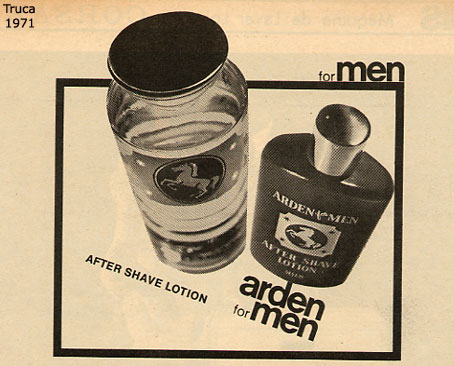 Truca
1971
for men
ARDEN for MEN
AFTER SHAVE
LOTION
AFTER SHAVE LOTION
arden
for men